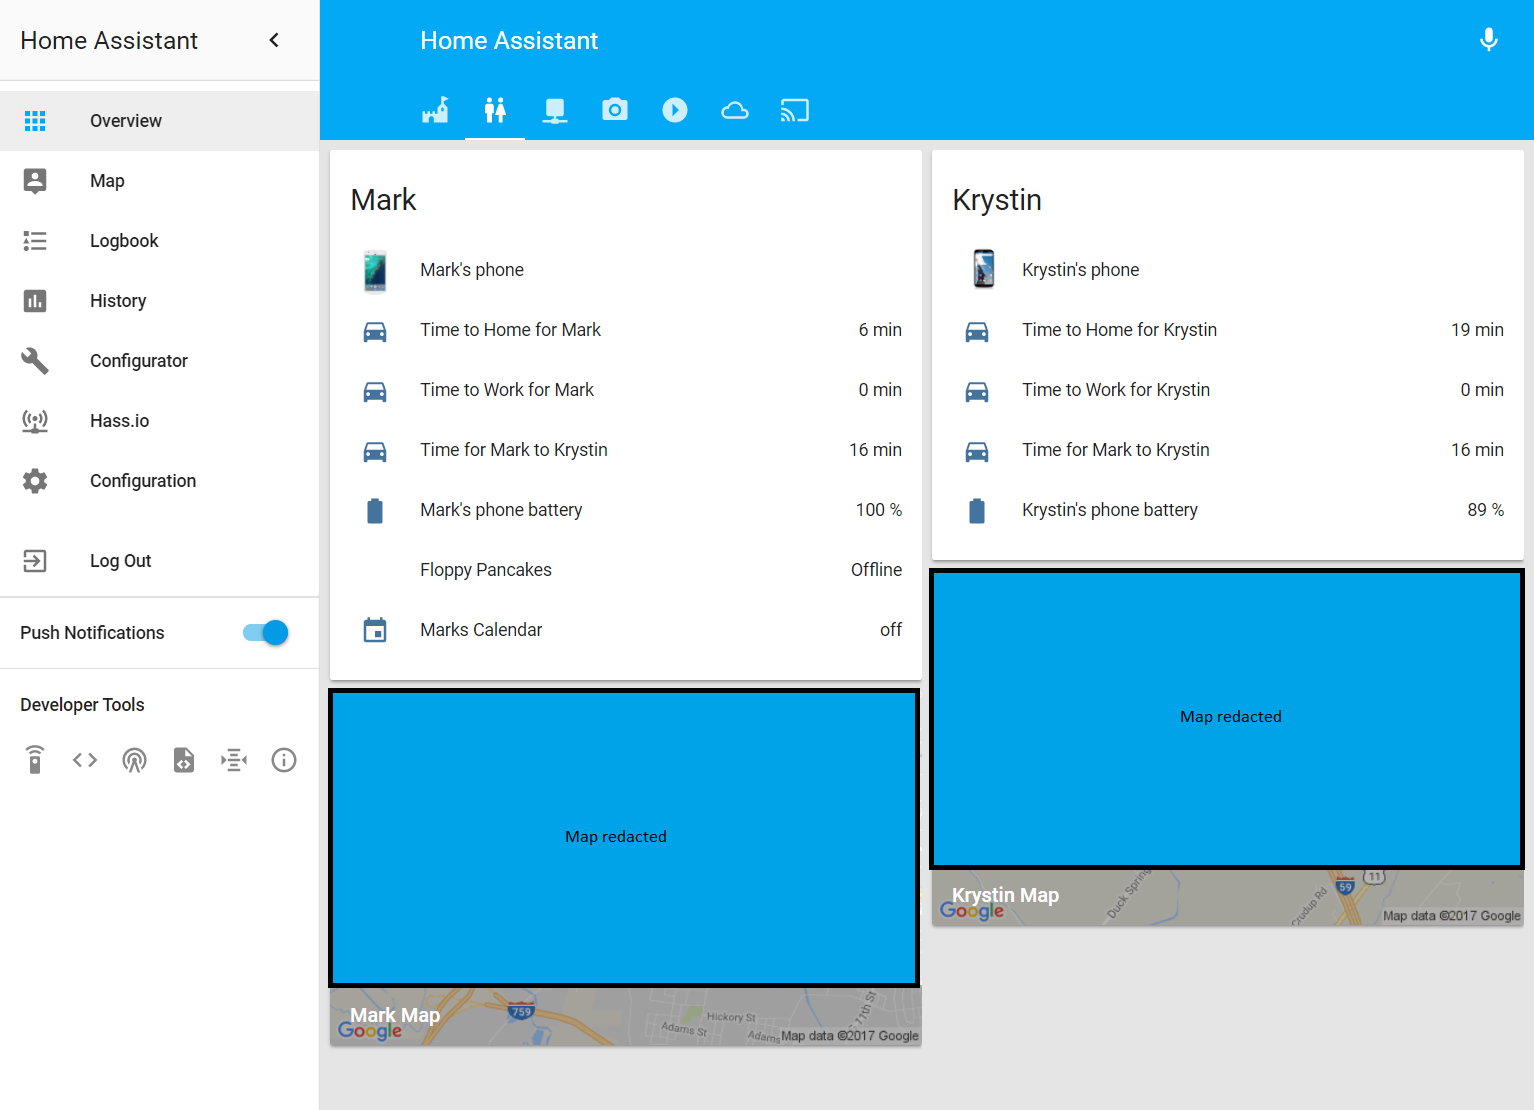 Home Assistant
Overview
Map
Logbook
History
Configurator
Hass.io
Configuration
Log Out
Push Notifications
Developer Tools
Home Assistant
Mark
Mark's phone
Time to Home for Mark 6 min
Time to Work for Mark 0 min
Time for Mark to Krystin 16 min
Mark's phone battery 100 %
Floppy Pancakes Offline
Marks Calendar off
Map redacted
Mark Map
Google
759
Hickory St
Adams St
Adams
11th St
Map data ©2017 Google
Krystin
Krystin's phone
Time to Home for Krystin 19 min
Time to Work for Krystin 0 min
Time for Mark to Krystin 16 min
Krystin's phone battery 89 %
Map redacted
Krystin Map
Google
Duck Spring
Crudup Rd
59
11
Map data ©2017 Google